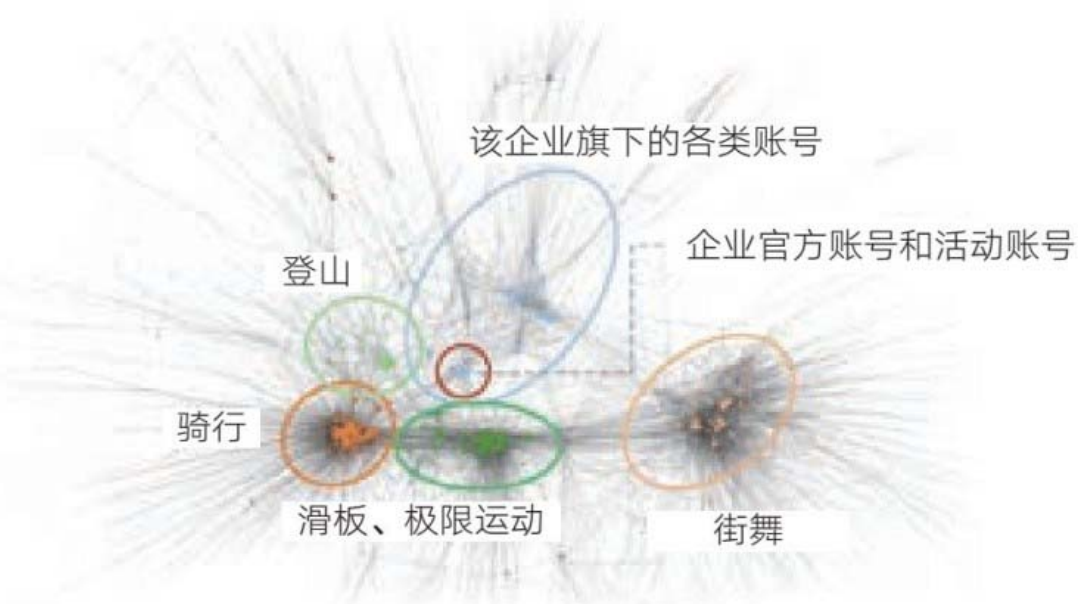 该企业旗下的各类账号
企业官方账号和活动账号
登山
骑行
滑板、极限运动
街舞